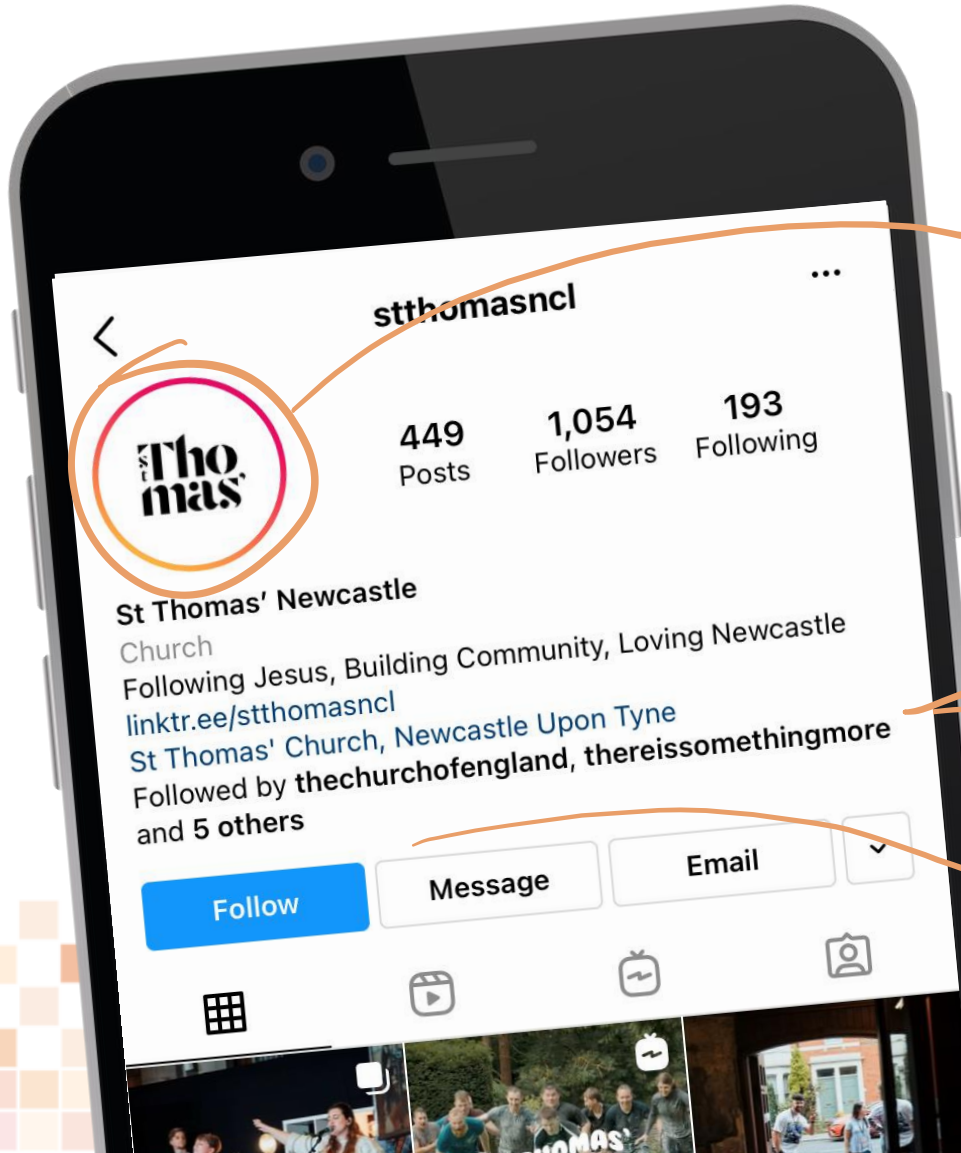 stthomasncl
St
Tho
mas'
449
Posts
1,054
Followers
193
Following
St Thomas’ Newcastle
Church
Following Jesus, Building Community, Loving Newcastle
linktr.ee/stthomasncl
St Thomas' Church, Newcastle Upon Tyne
Followed by thechurchofengland, thereissomethingmore
and 5 others
Follow
Message
Email
THOMAS'